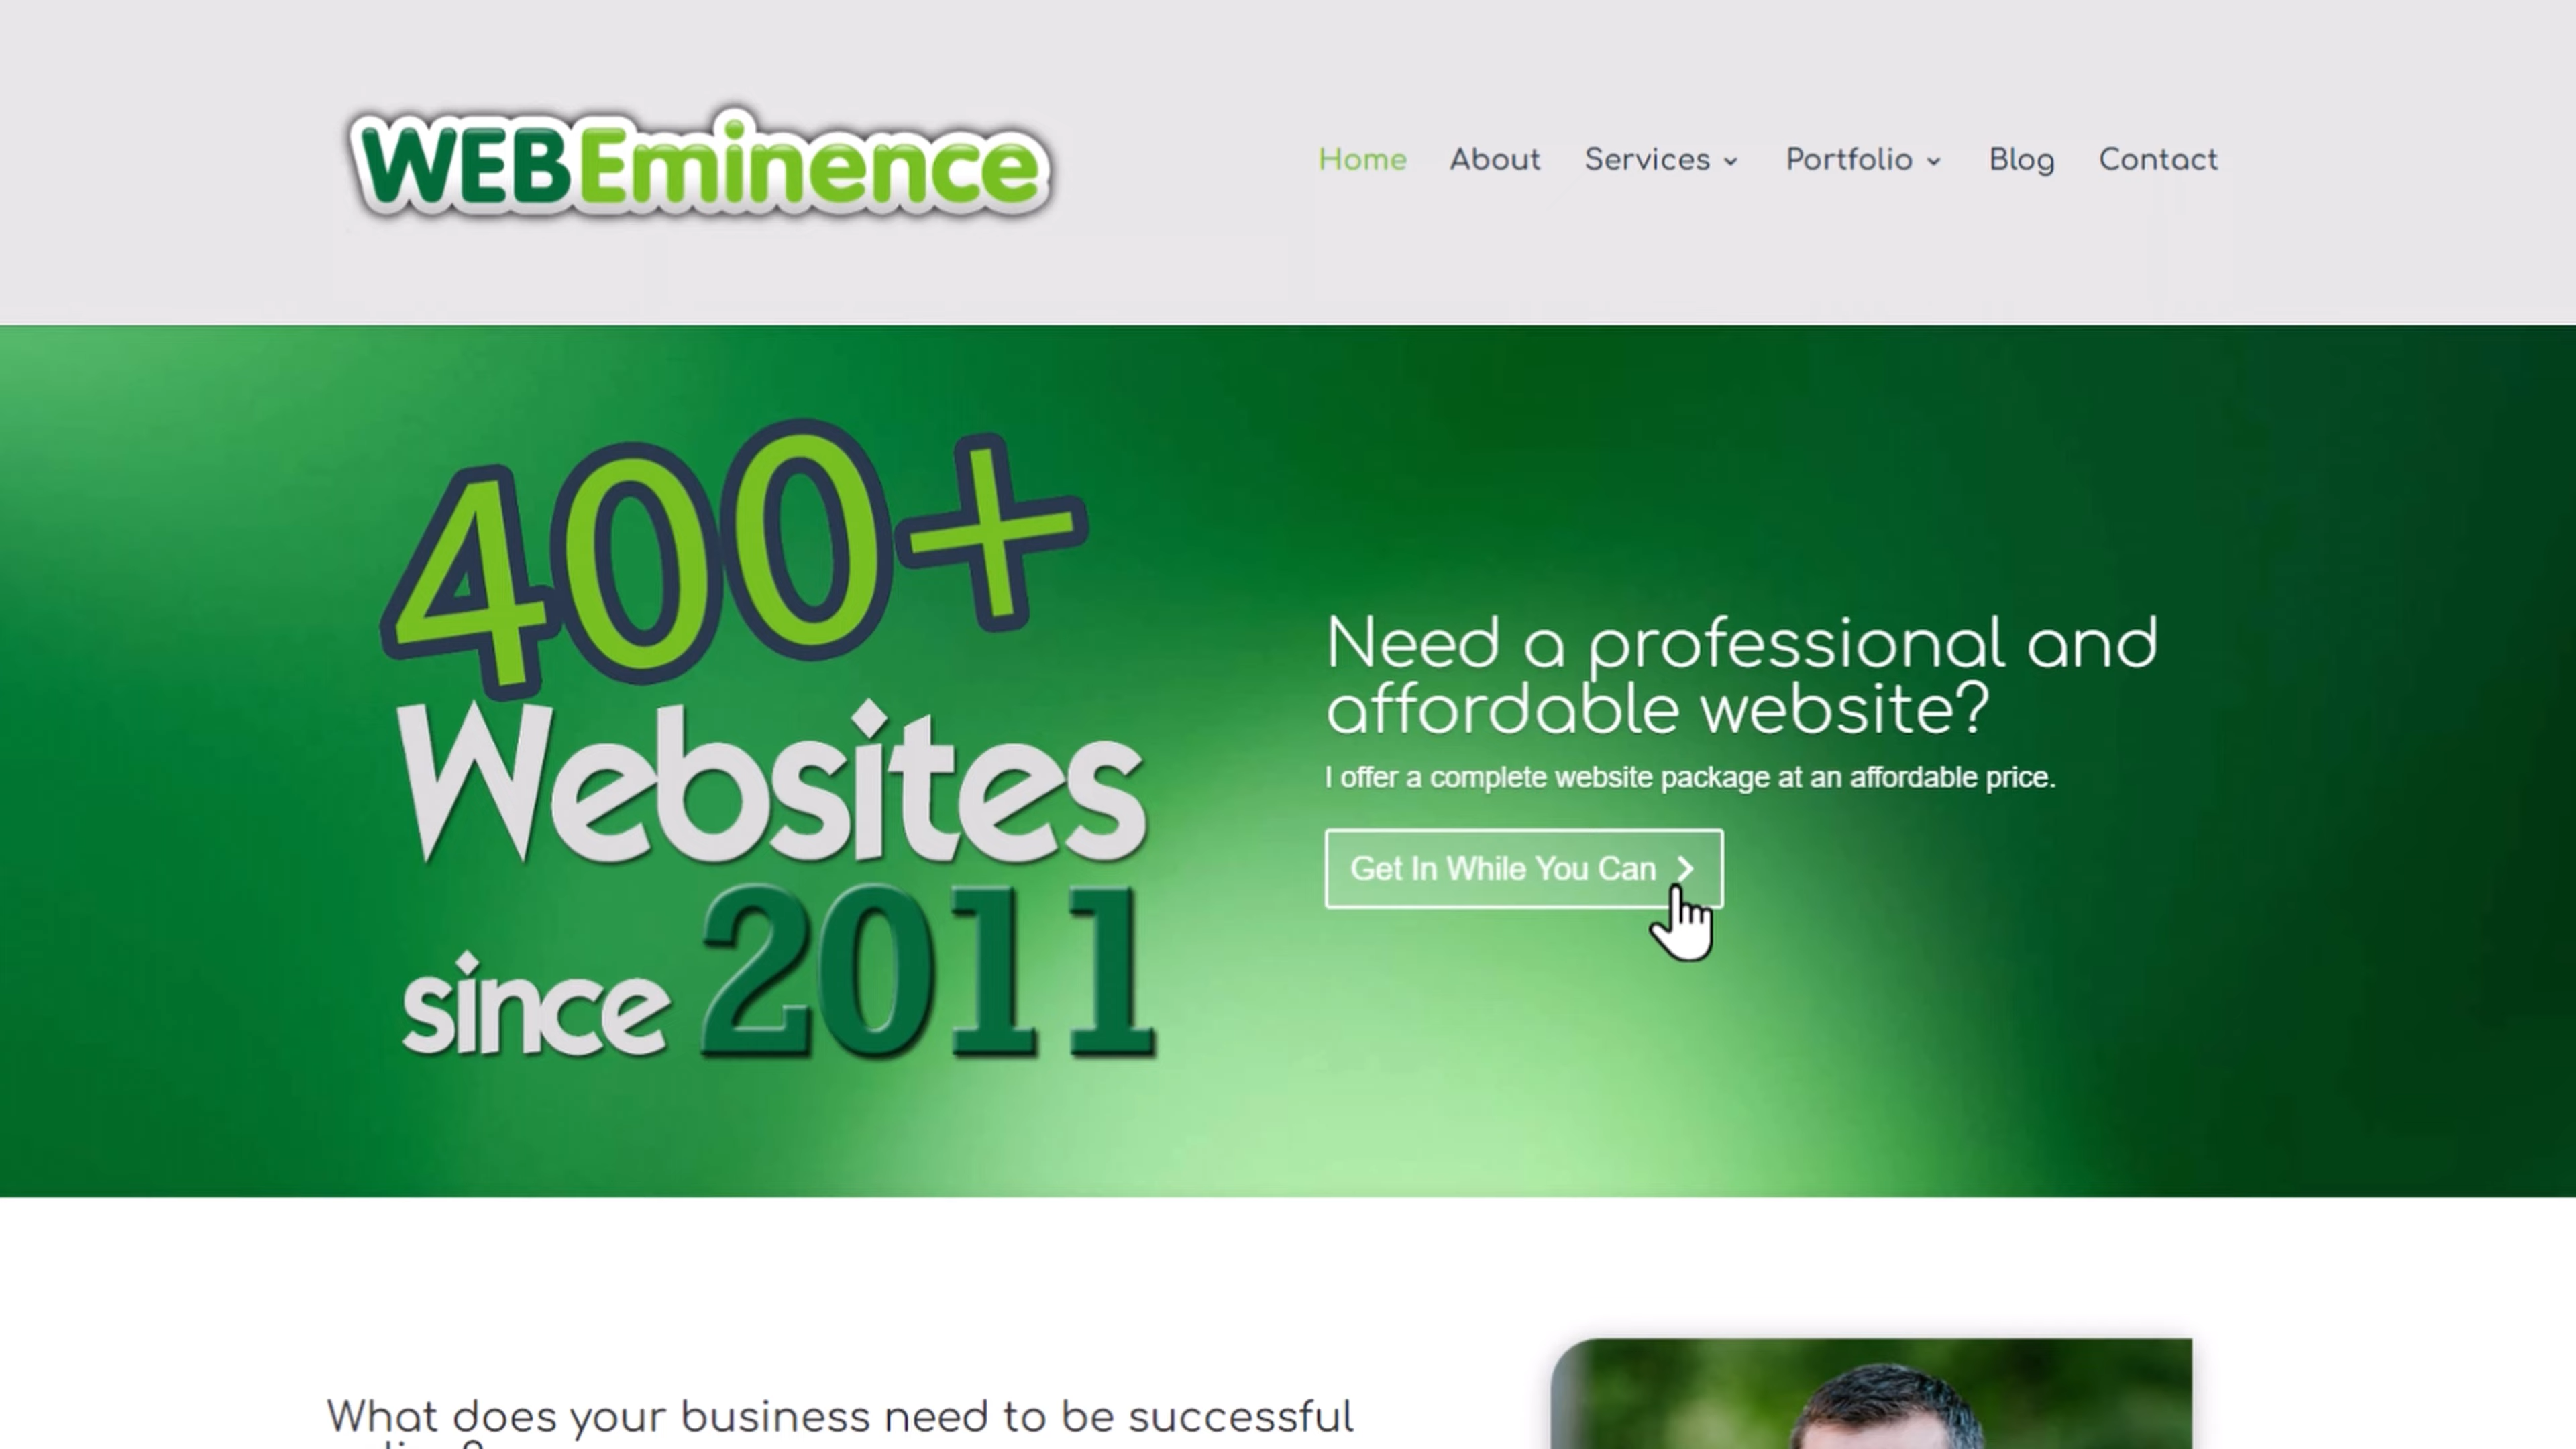 WEBEminence
Home About Services Portfolio Blog Contact
400+
Websites
since 2011
Need a professional and
affordable website?
I offer a complete website package at an affordable price.
Get In While You Can
What does your business need to be successful